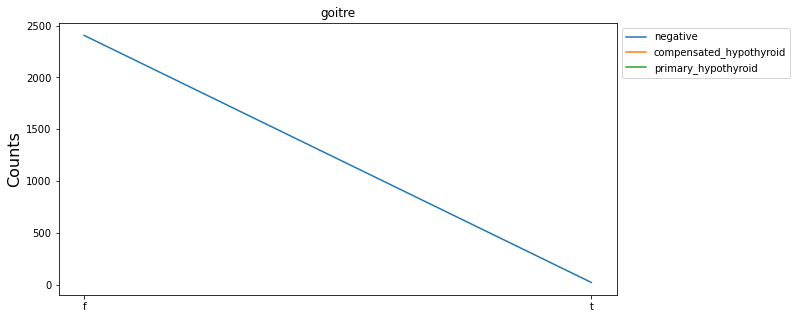 goitre
negative
compensated_hypothyroid
primary_hypothyroid
Counts
2500
2000
1500
1000
500
0
f
t